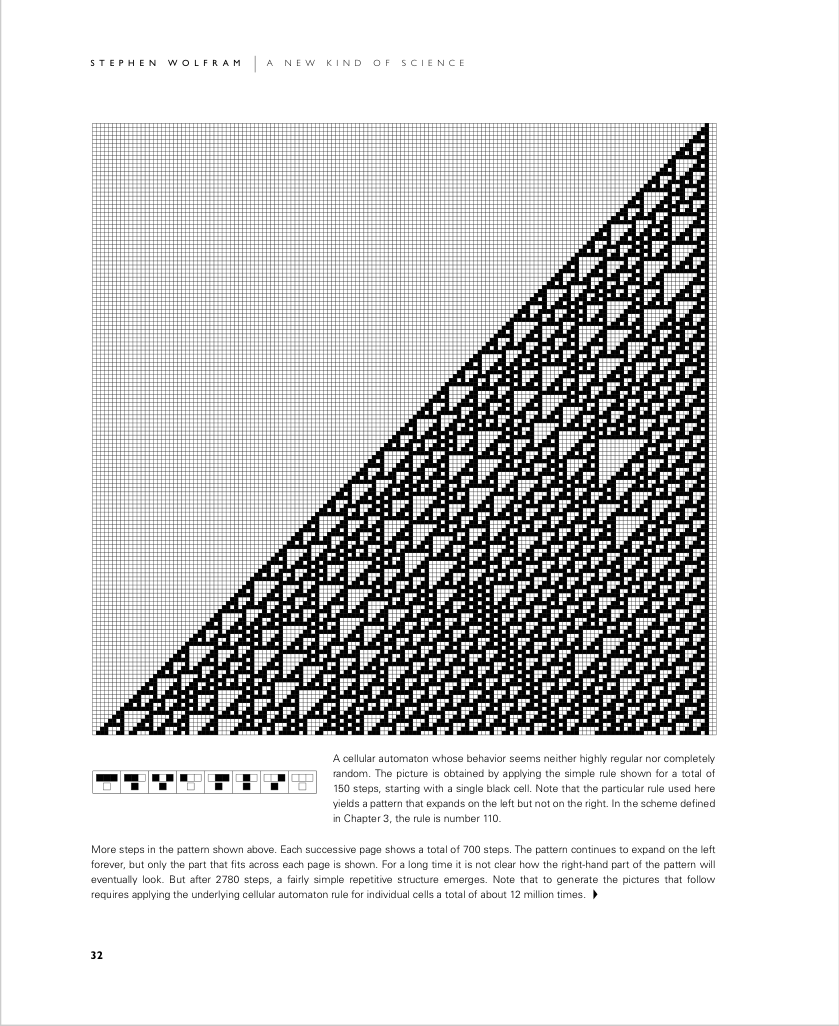 STEPHEN WOLFRAM | A NEW KIND OF SCIENCE
A cellular automaton whose behavior seems neither highly regular nor completely
random. The picture is obtained by applying the simple rule shown for a total of
150 steps, starting with a single black cell. Note that the particular rule used here
yields a pattern that expands on the left but not on the right. In the scheme defined
in Chapter 3, the rule is number 110.
More steps in the pattern shown above. Each successive page shows a total of 700 steps. The pattern continues to expand on the left
forever, but only the part that fits across each page is shown. For a long time it is not clear how the right-hand part of the pattern will
eventually look. But after 2780 steps, a fairly simple repetitive structure emerges. Note that to generate the pictures that follow
requires applying the underlying cellular automaton rule for individual cells a total of about 12 million times.
32